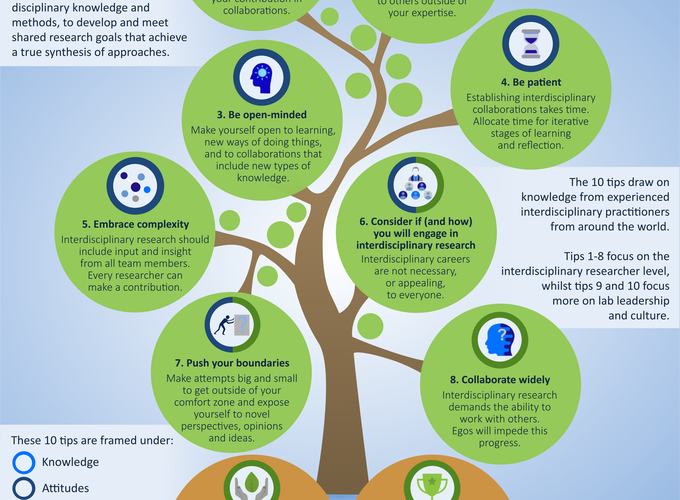 disciplinary knowledge and
methods, to develop and meet
shared research goals that achieve
a true synthesis of approaches.
your contribution in
collaborations.
to others outside of
your expertise.
3. Be open-minded
Make yourself open to learning,
new ways of doing things,
and to collaborations that
include new types of
knowledge.
4. Be patient
Establishing interdisciplinary
collaborations takes time.
Allocate time for iterative
stages of learning
and reflection.
5. Embrace complexity
Interdisciplinary research should
include input and insight
from all team members.
Every researcher can
make a contribution.
6. Consider if (and how)
you will engage in
interdisciplinary research
Interdisciplinary careers
are not necessary,
or appealing,
to everyone.
The 10 tips draw on
knowledge from experienced
interdisciplinary practitioners
from around the world.
Tips 1-8 focus on the
interdisciplinary researcher level,
whilst tips 9 and 10 focus
more on lab leadership
and culture.
7. Push your boundaries
Make attempts big and small
to get outside of your
comfort zone and expose
yourself to novel
perspectives, opinions
and ideas.
?
8. Collaborate widely
Interdisciplinary research
demands the ability to
work with others.
Egos will impede this
progress.
?
These 10 tips are framed under:
Knowledge
Attitudes